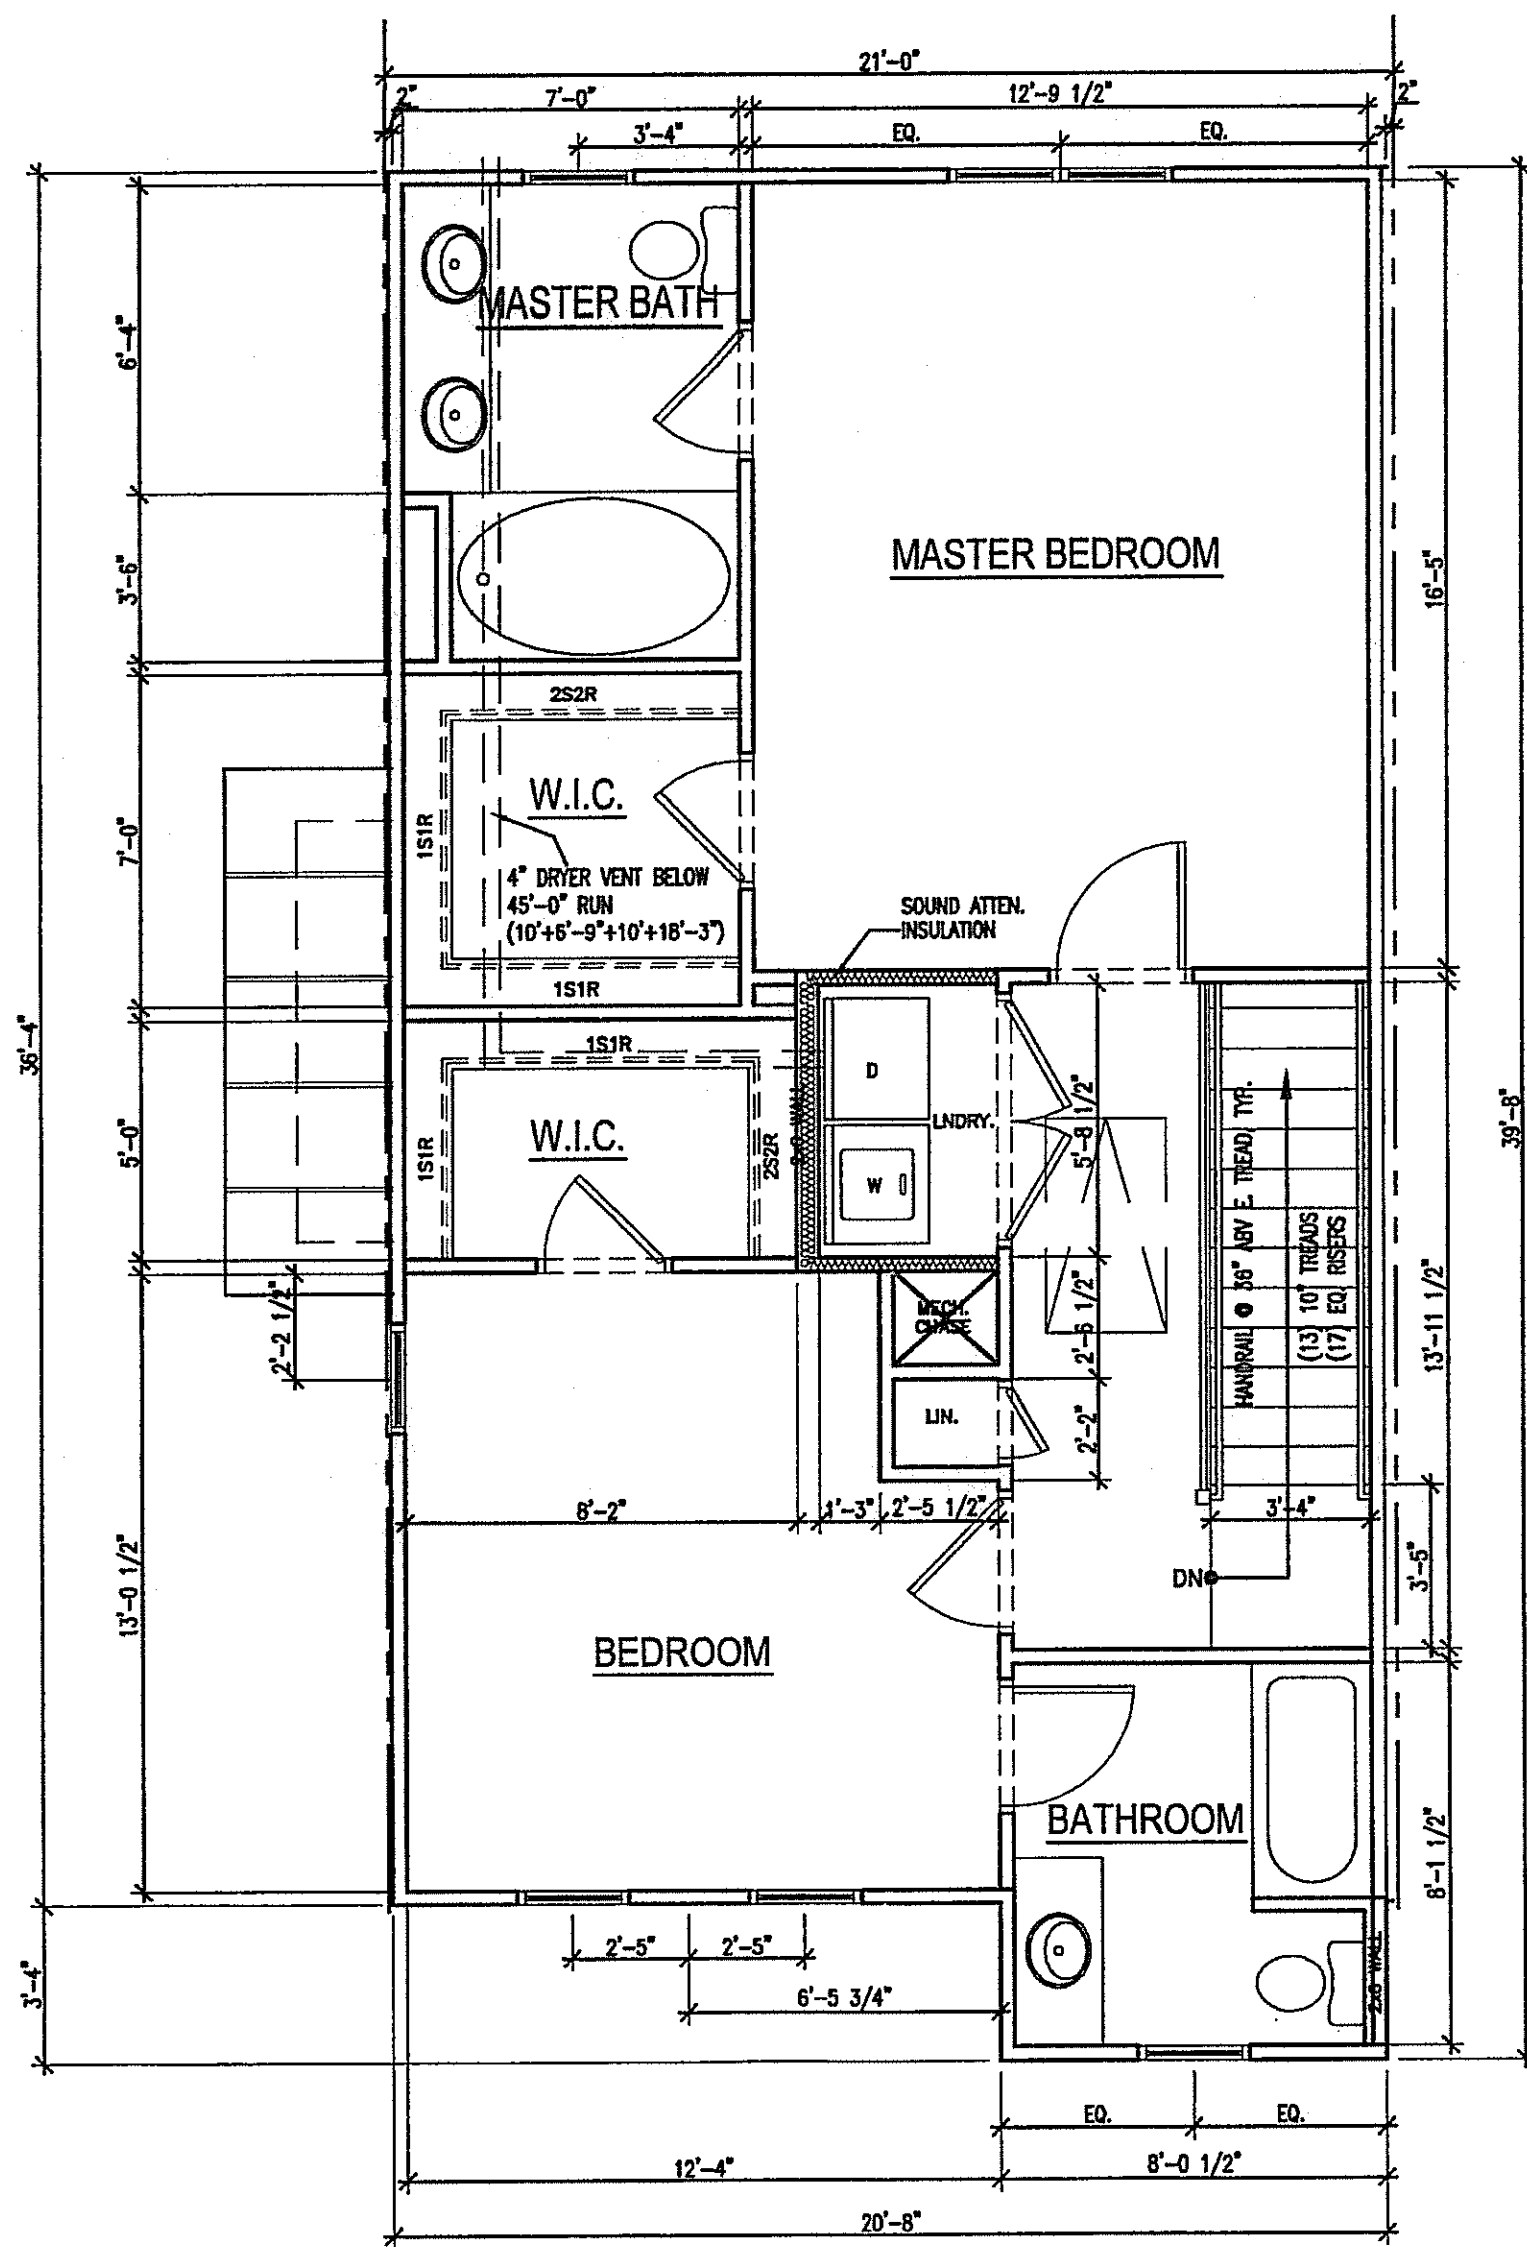 21'-0"
2"
7'-0"
12'-9 1/2"
2"
3'-4"
EQ.
EQ.
MASTER BATH
6'-4"
MASTER BEDROOM
3'-6"
16'-5"
2S2R
W.I.C.
1S1R
7'-0"
4" DRYER VENT BELOW
45'-0" RUN
(10'+6'-9"+10'+18'-3")
SOUND ATTEN.
INSULATION
1S1R
36'-4"
1S1R
D
LNDRY.
5'-8 1/2"
39'-8"
5'-0"
1S1R
W.I.C.
2S2R
WALL
W
HANDRAIL @ 36" ABV E. TREAD, TYP.
(13) 10" TREADS
(17) EQ. RISERS
2'-2 1/2"
MECH.
CHASE
2'-6 1/2"
13'-11 1/2"
LIN.
2'-2"
8'-2"
1'-3"
2'-5 1/2"
3'-4"
13'-0 1/2"
DN
3'-5"
BEDROOM
BATHROOM
8'-1 1/2"
2'-5"
2'-5"
2X6 WALL
3'-4"
6'-5 3/4"
EQ.
EQ.
12'-4"
8'-0 1/2"
20'-8"